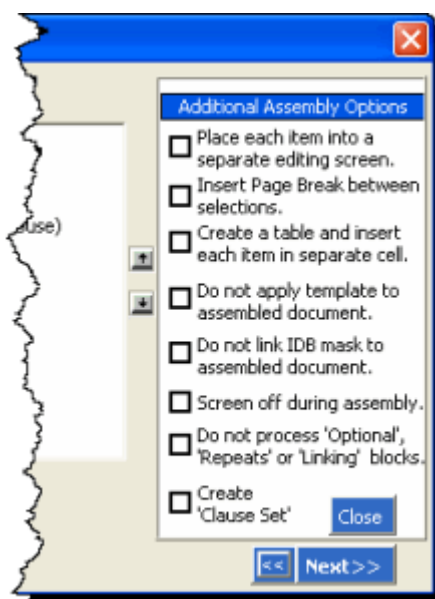 Additional Assembly Options
Place each item into a
separate editing screen.
Insert Page Break between
selections.
use)
Create a table and insert
each item in separate cell.
Do not apply template to
assembled document.
Do not link IDB mask to
assembled document.
Screen off during assembly.
Do not process 'Optional',
'Repeats' or 'Linking' blocks.
Create
'Clause Set'
Close
<< Next>>